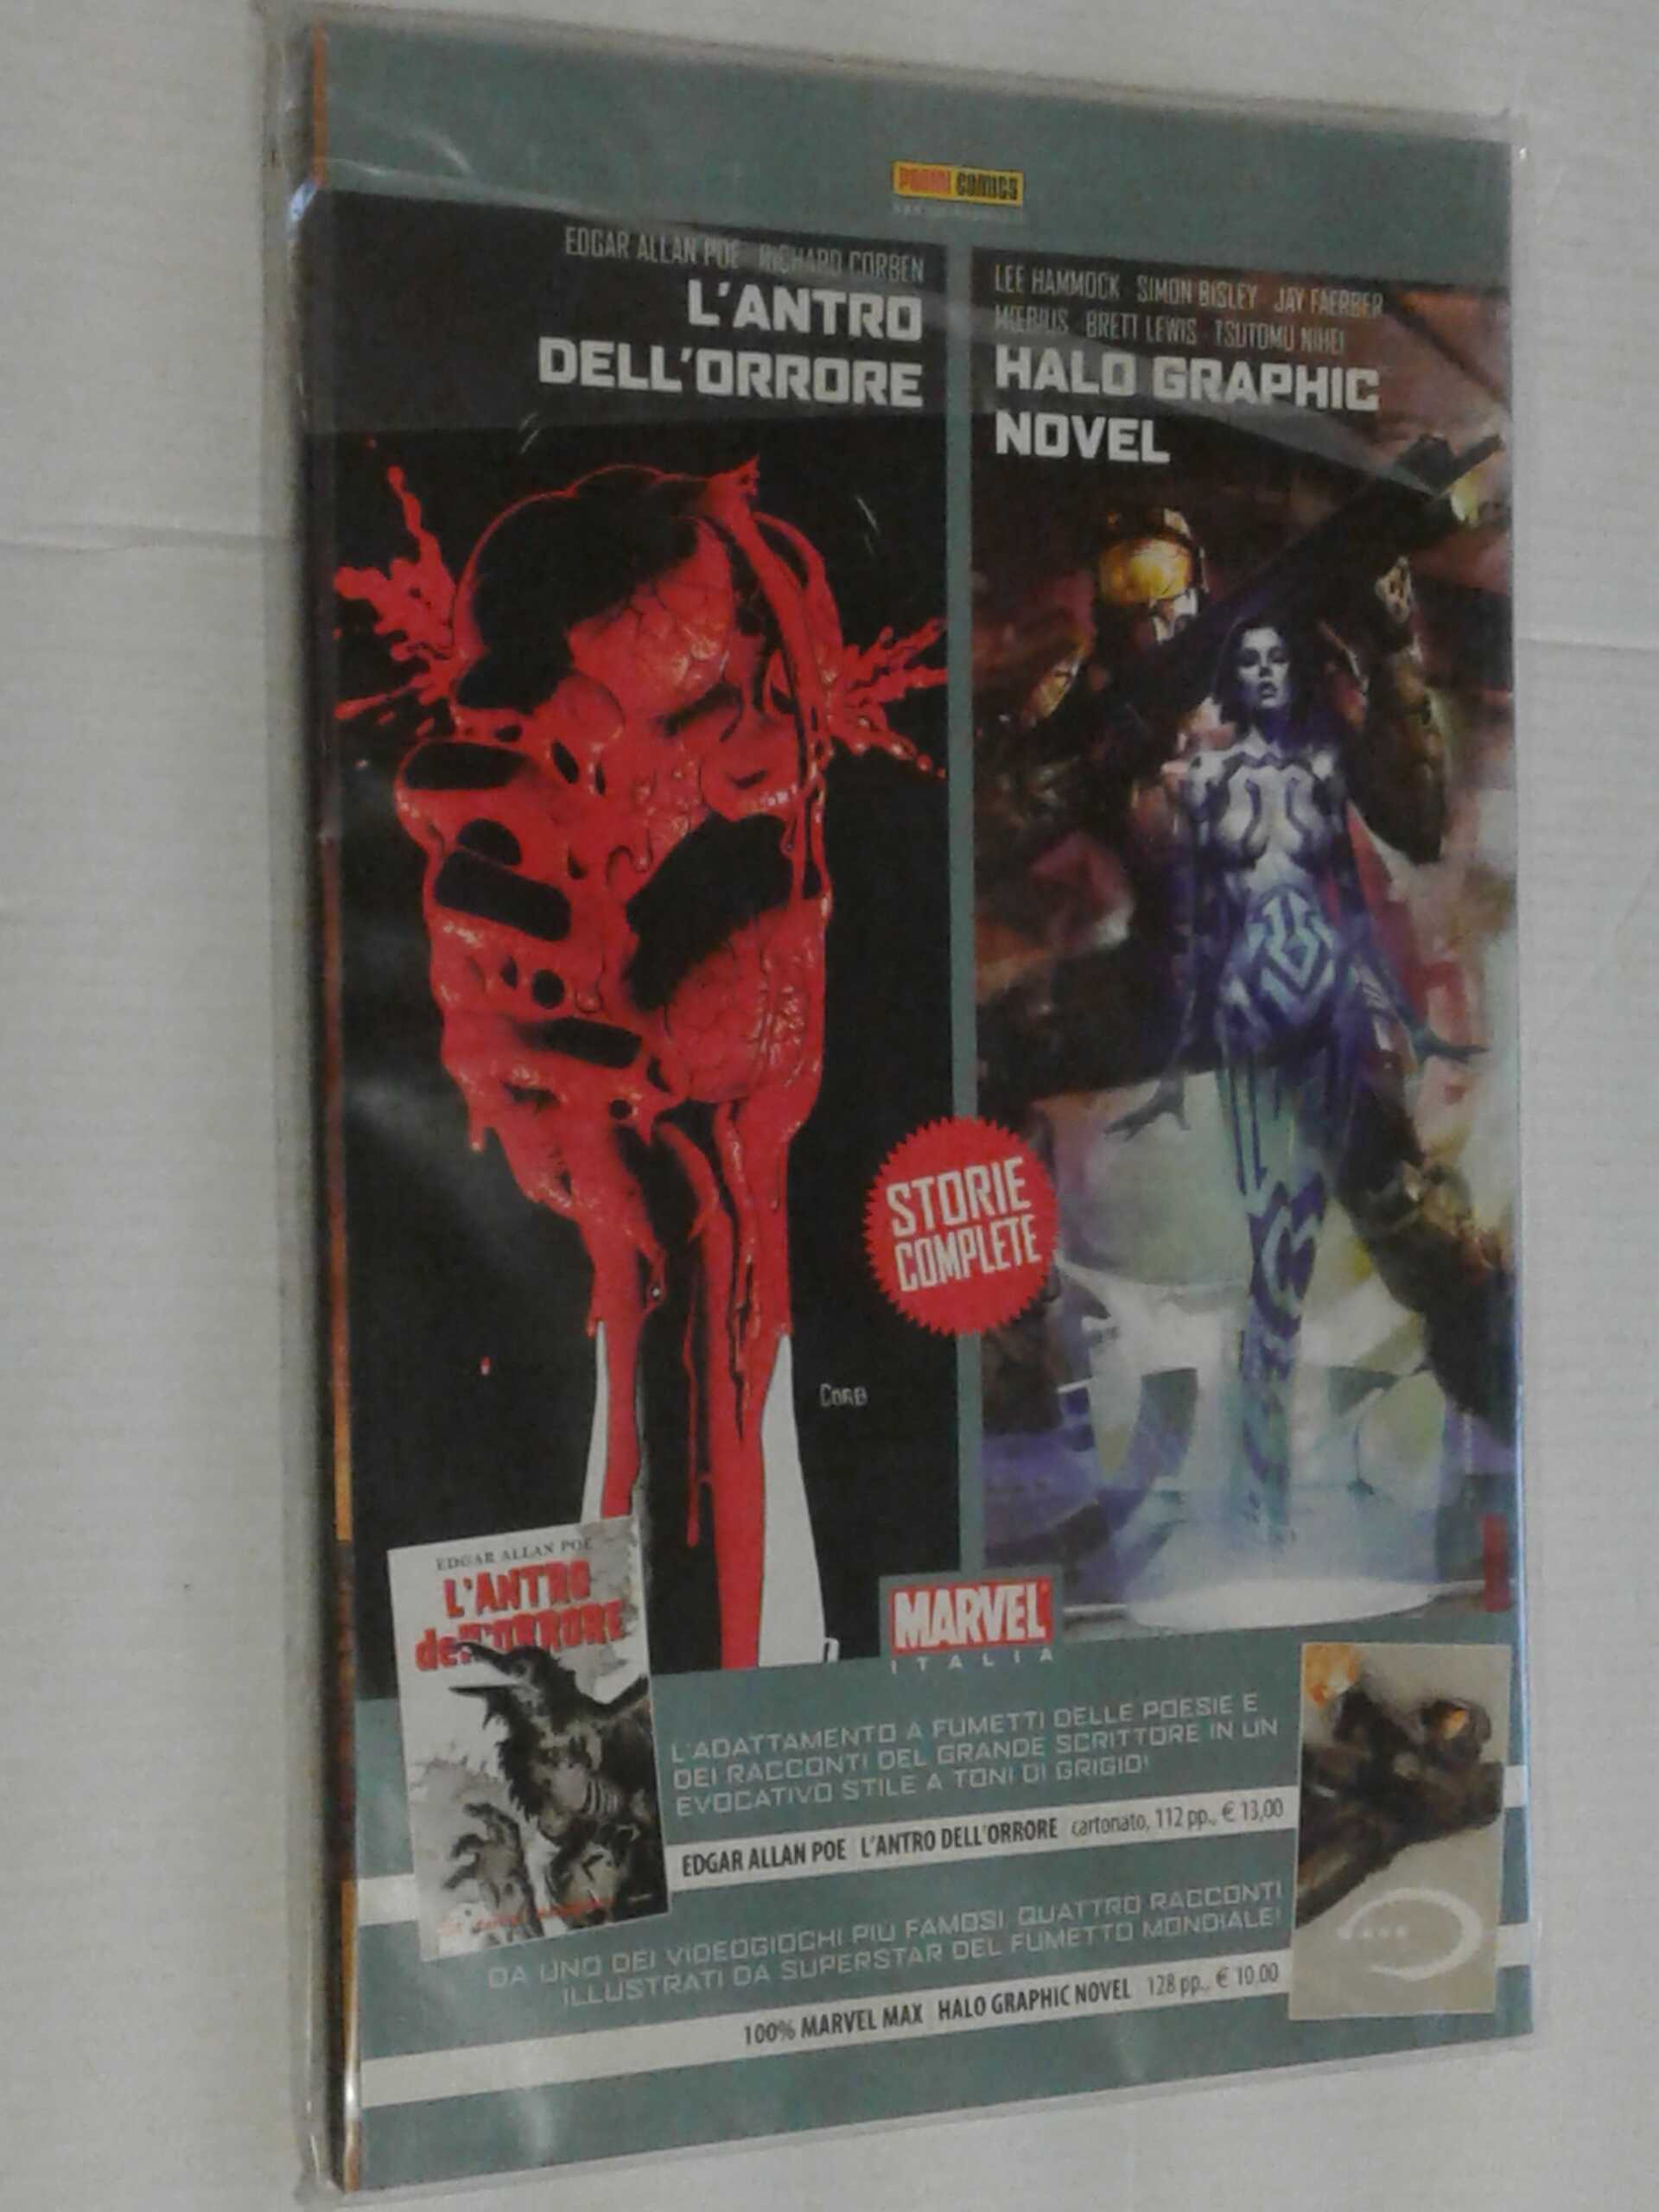 PANINI COMICS
EDGAR ALLAN POE RICHARD CORBEN
L'ANTRO
DELL'ORRORE
LEE HAMMOCK SIMON BISLEY JAY FAERBER
MŒBIUS BRETT LEWIS TSUTOMU NIHEI
HALO GRAPHIC
NOVEL
STORIE
COMPLETE
CORB
MARVEL
ITALIA
EDGAR ALLAN POE
L'ANTRO
dell'ORRORE
L'ADATTAMENTO A FUMETTI DELLE POESIE E
DEI RACCONTI DEL GRANDE SCRITTORE IN UN
EVOCATIVO STILE A TONI DI GRIGIO!
EDGAR ALLAN POE L'ANTRO DELL'ORRORE cartonato, 112 pp., € 13,00
DA UNO DEI VIDEOGIOCHI PIÙ FAMOSI QUATTRO RACCONTI
ILLUSTRATI DA SUPERSTAR DEL FUMETTO MONDIALE!
100% MARVEL MAX HALO GRAPHIC NOVEL 128 pp., € 10.00